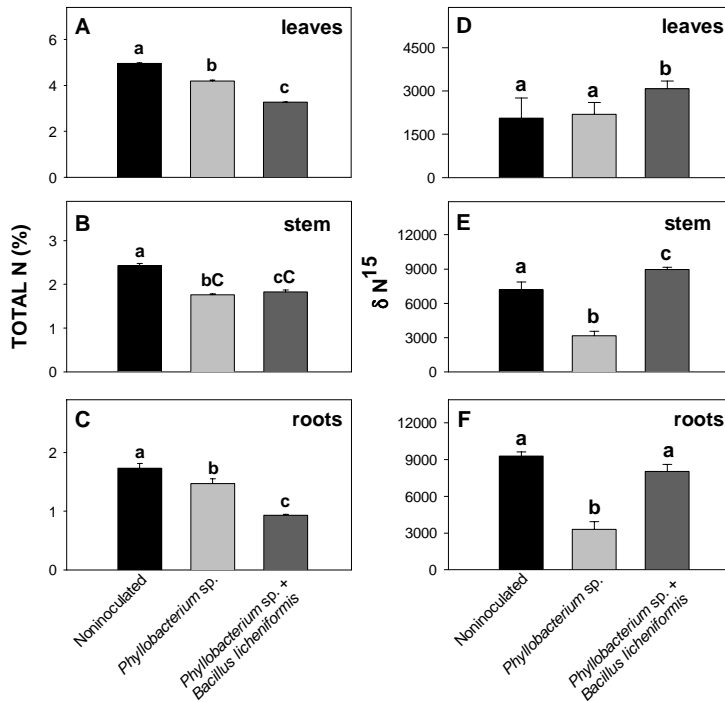 A
leaves
6
4
2
0
a
b
c
B
stem
3
2
1
0
a
bC
cC
C
roots
2
1
0
a
b
c
TOTAL N (%)
Noninoculated
Phyllobacterium sp.
Phyllobacterium sp. +
Bacillus licheniformis
D
leaves
4500
3000
1500
0
a
a
b
E
stem
12000
9000
6000
3000
0
a
b
c
F
roots
12000
9000
6000
3000
0
a
b
a
δ N15
Noninoculated
Phyllobacterium sp.
Phyllobacterium sp. +
Bacillus licheniformis